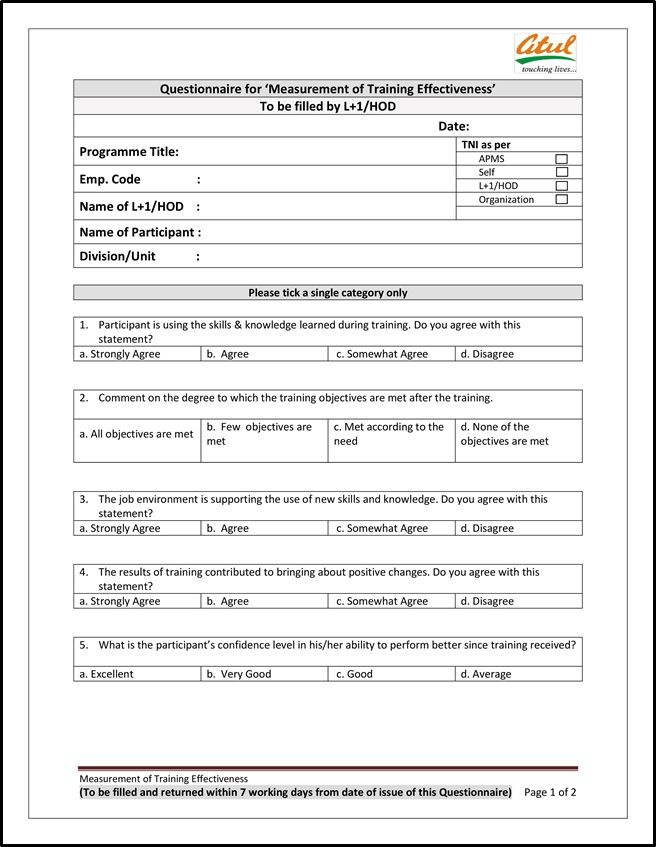 atul
touching lives...
Questionnaire for ‘Measurement of Training Effectiveness’
To be filled by L+1/HOD
Date:
Programme Title:
TNI as per
APMS
Self
L+1/HOD
Organization
Emp. Code :
Name of L+1/HOD :
Name of Participant :
Division/Unit :
Please tick a single category only
1. Participant is using the skills & knowledge learned during training. Do you agree with this
statement?
a. Strongly Agree b. Agree c. Somewhat Agree d. Disagree
2. Comment on the degree to which the training objectives are met after the training.
a. All objectives are met
b. Few objectives are
met
c. Met according to the
need
d. None of the
objectives are met
3. The job environment is supporting the use of new skills and knowledge. Do you agree with this
statement?
a. Strongly Agree b. Agree c. Somewhat Agree d. Disagree
4. The results of training contributed to bringing about positive changes. Do you agree with this
statement?
a. Strongly Agree b. Agree c. Somewhat Agree d. Disagree
5. What is the participant’s confidence level in his/her ability to perform better since training received?
a. Excellent b. Very Good c. Good d. Average
Measurement of Training Effectiveness
(To be filled and returned within 7 working days from date of issue of this Questionnaire) Page 1 of 2